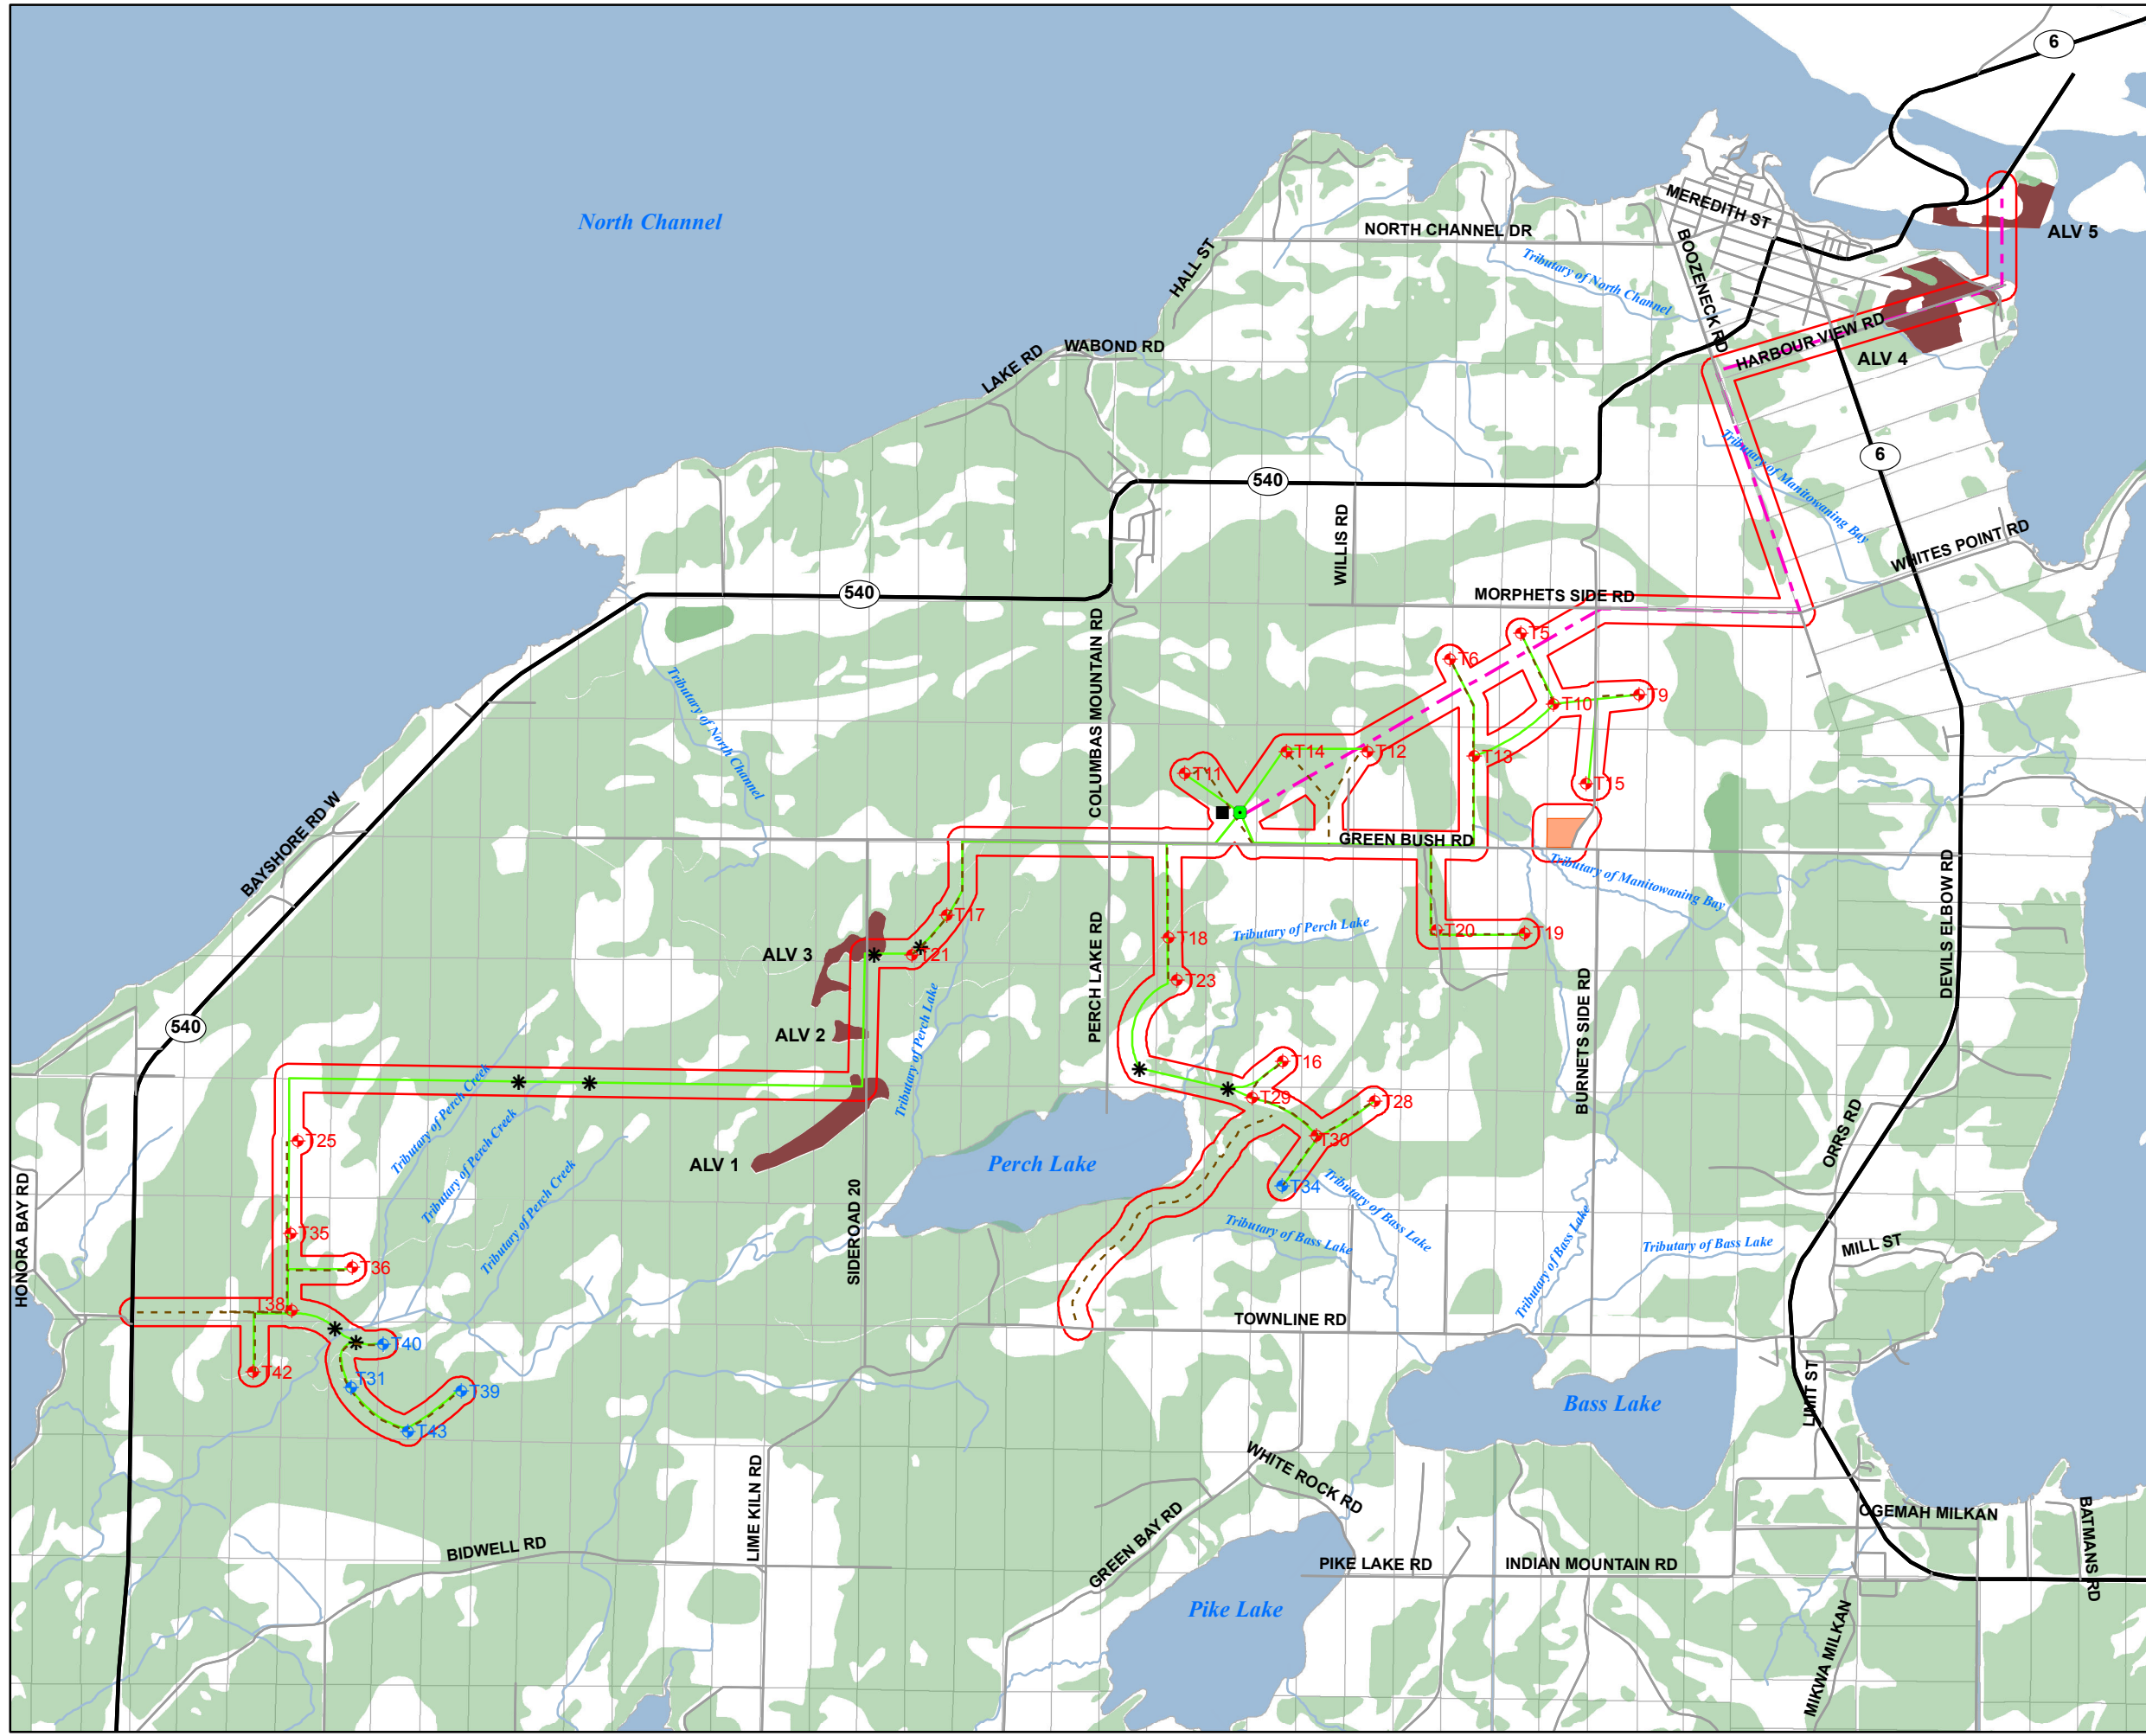 6
North Channel
MEREDITH ST
NORTH CHANNEL DR
ALV 5
BOOZENECK RD
HALL ST
Tributary of North Channel
HARBOUR VIEW RD
WABOND RD
LAKE RD
ALV 4
6
540
Tributary of Manitowaning Bay
WILLIS RD
WHITES POINT RD
540
MORPHETS SIDE RD
COLUMBAS MOUNTAIN RD
T5
T6
Tributary of North Channel
T9
T10
T14
T12
T13
T11
T15
BAYSHORE RD W
GREEN BUSH RD
Tributary of Manitowaning Bay
DEVILS ELBOW RD
T17
PERCH LAKE RD
Tributary of Perch Lake
T20
T19
T18
ALV 3
T21
T23
BURNETS SIDE RD
540
ALV 2
Tributary of Perch Lake
T16
T29
T28
Tributary of Perch Creek
T25
T30
ORRS RD
Tributary of Perch Creek
ALV 1
Perch Lake
T34
Tributary of Bass Lake
HONORA BAY RD
Tributary of Perch Creek
SIDEROAD 20
T35
Tributary of Bass Lake
Tributary of Bass Lake
Tributary of Bass Lake
MILL ST
T36
T38
TOWNLINE RD
T40
T42
T31
T39
LIMIT ST
Bass Lake
T43
WHITE ROCK RD
LIME KILN RD
OGEMAH MILKAN
BATMANS RD
BIDWELL RD
GREEN BAY RD
PIKE LAKE RD
INDIAN MOUNTAIN RD
Pike Lake
MIKWA MILKAN